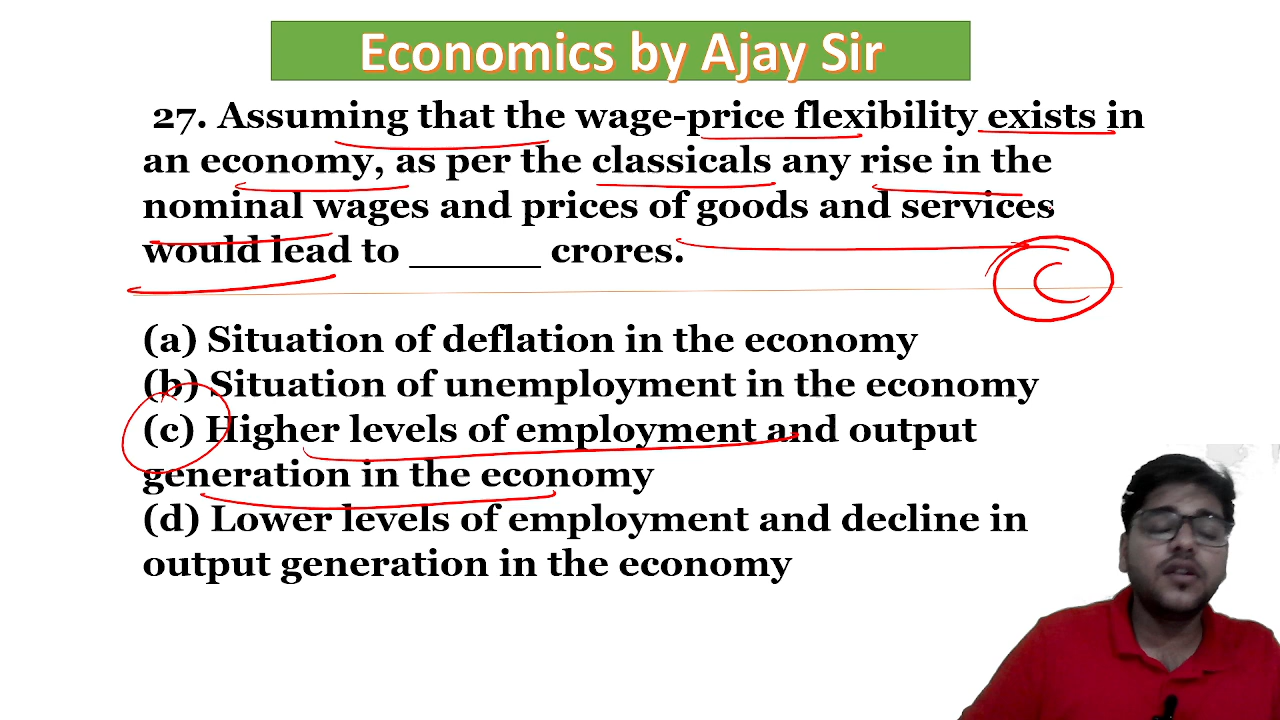 Economics by Ajay Sir
27. Assuming that the wage-price flexibility exists in
an economy, as per the classicals any rise in the
nominal wages and prices of goods and services
would lead to ______ crores.
C
(a) Situation of deflation in the economy
(b) Situation of unemployment in the economy
(c) Higher levels of employment and output
generation in the economy
(d) Lower levels of employment and decline in
output generation in the economy